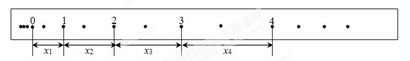 0 1 2 3 4
x₁ x₂ x₃ x₄